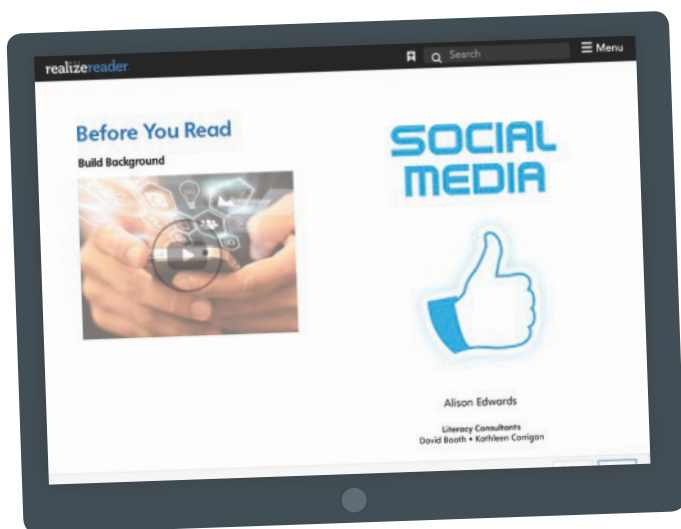 realizereader
Search
Menu
Before You Read
Build Background
SOCIAL
MEDIA
Alison Edwards
Literacy Consultants
David Booth • Kathleen Corrigan